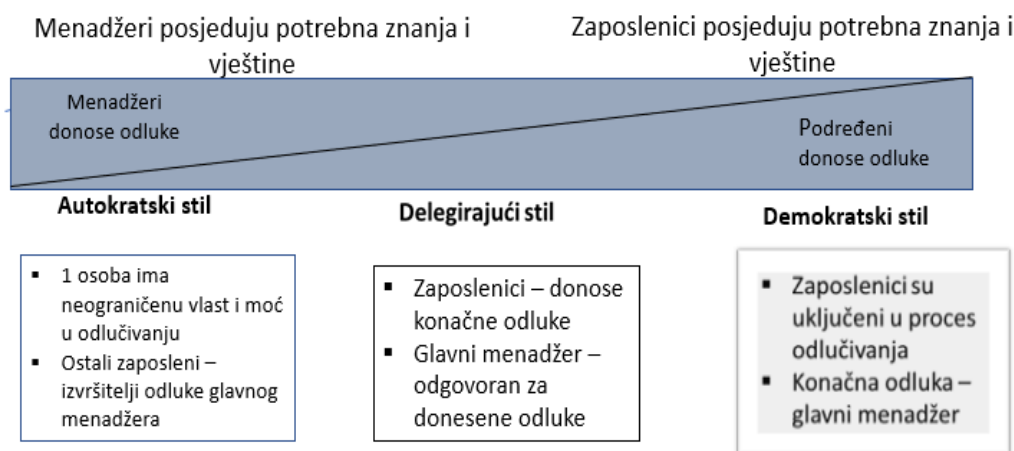 Menadžeri posjeduju potrebna znanja i
vještine
Zaposlenici posjeduju potrebna znanja i
vještine
Menadžeri
donose odluke
Podređeni
donose odluke
Autokratski stil
Delegirajući stil
Demokratski stil
▪ 1 osoba ima
neograničenu vlast i moć
u odlučivanju
▪ Ostali zaposleni –
izvršitelji odluke glavnog
menadžera
▪ Zaposlenici – donose
konačne odluke
▪ Glavni menadžer –
odgovoran za
donesene odluke
▪ Zaposlenici su
uključeni u proces
odlučivanja
▪ Konačna odluka –
glavni menadžer